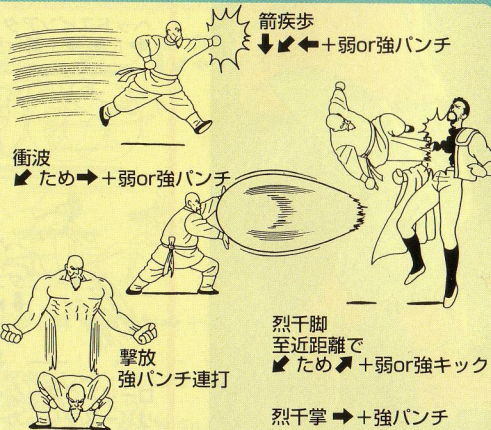 箭疾歩
⬇⬋⬅+弱or強パンチ
衝波
⬋ ため➡+弱or強パンチ
撃放
強パンチ連打
烈千脚
至近距離で
⬋ ため⬈+弱or強キック
烈千掌 ➡+強パンチ